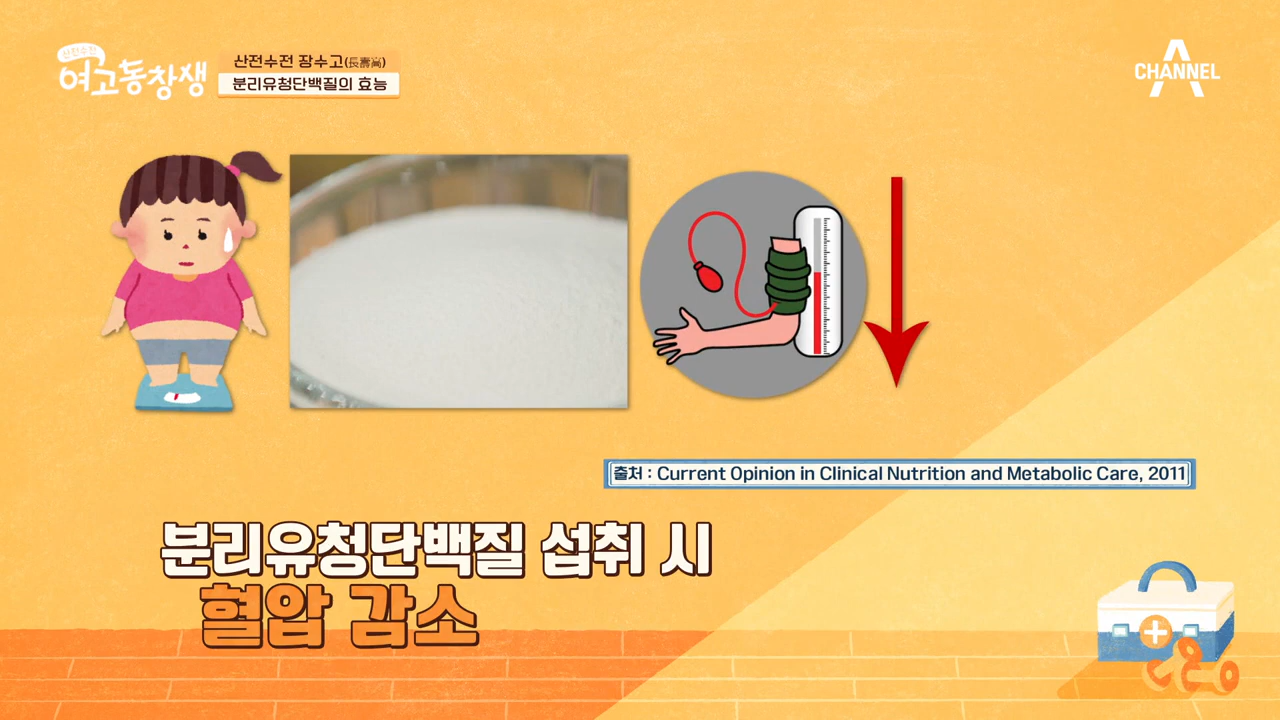 산전수전
여고동창생
산전수전 장수고(長壽高)
분리유청단백질의 효능
CHANNEL A
출처 : Current Opinion in Clinical Nutrition and Metabolic Care, 2011
분리유청단백질 섭취 시
혈압 감소